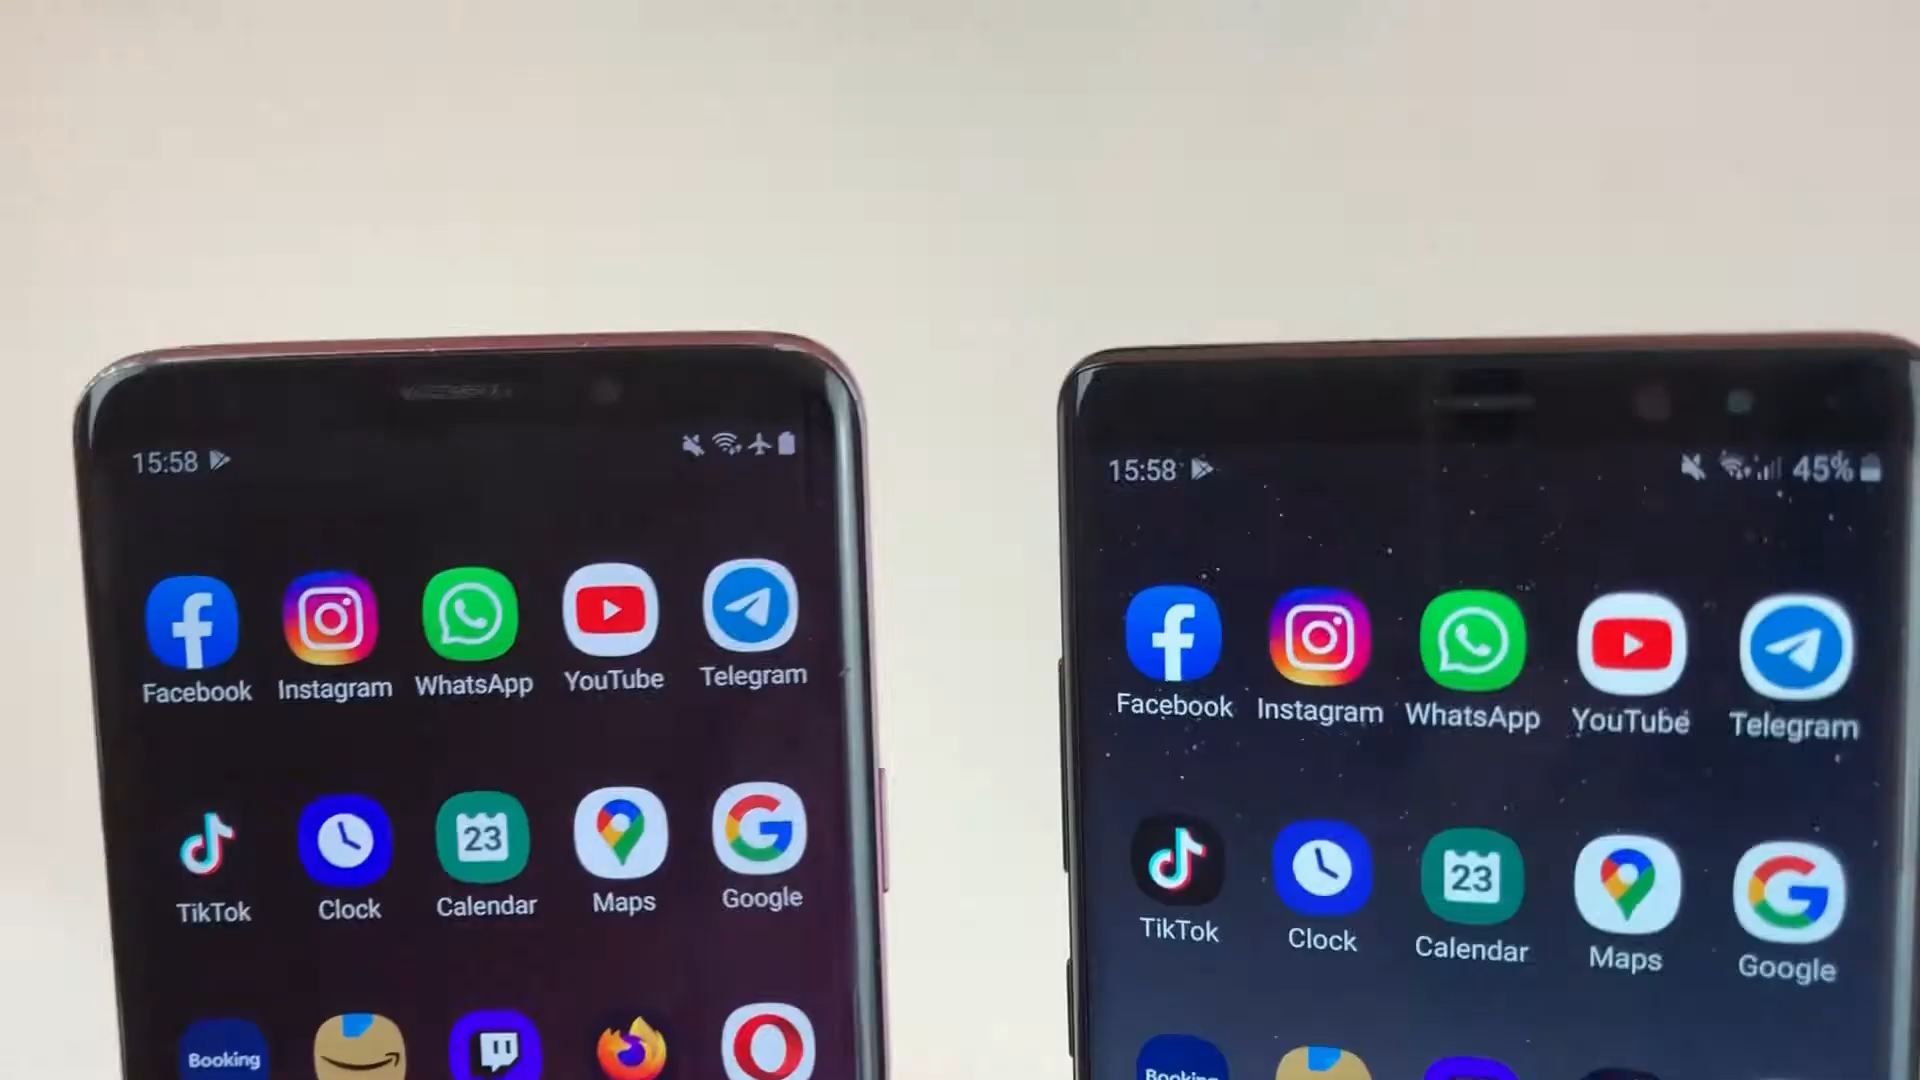 15:58
Facebook Instagram WhatsApp YouTube Telegram
23
TikTok Clock Calendar Maps Google
Booking
15:58 45%
Facebook Instagram WhatsApp YouTube Telegram
23
TikTok Clock Calendar Maps Google
Booking